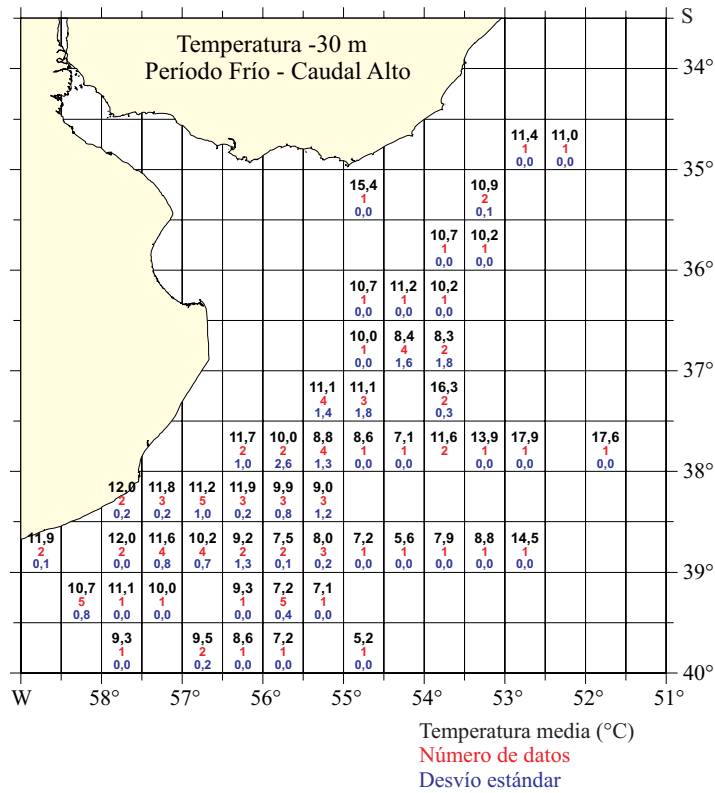 S
Temperatura -30 m
Período Frío - Caudal Alto
34°
11,4 11,0
1 1
0,0 0,0
35°
15,4 10,9
1 2
0,0 0,1
10,7 10,2
1 1
0,0 0,0
36°
10,7 11,2 10,2
1 1 1
0,0 0,0 0,0
10,0 8,4 8,3
1 4 2
0,0 1,6 1,8
37°
11,1 11,1 16,3
4 3 2
1,4 1,8 0,3
11,7 10,0 8,8 8,6 7,1 11,6 13,9 17,9 17,6
2 2 4 1 1 2 1 1 1
1,0 2,6 1,3 0,0 0,0 0,0 0,0 0,0
38°
12,0 11,8 11,2 11,9 9,9 9,0
2 3 5 3 3 3
0,2 0,2 1,0 0,2 0,8 1,2
11,9 12,0 11,6 10,2 9,2 7,5 8,0 7,2 5,6 7,9 8,8 14,5
2 2 4 4 2 2 3 1 1 1 1 1
0,1 0,0 0,8 0,7 1,3 0,1 0,2 0,0 0,0 0,0 0,0 0,0
39°
10,7 11,1 10,0 9,3 7,2 7,1
5 1 1 1 5 1
0,8 0,0 0,0 0,0 0,4 0,0
9,3 9,5 8,6 7,2 5,2
1 2 1 1 1
0,0 0,2 0,0 0,0 0,0
40°
W 58° 57° 56° 55° 54° 53° 52° 51°
Temperatura media (°C)
Número de datos
Desvío estándar